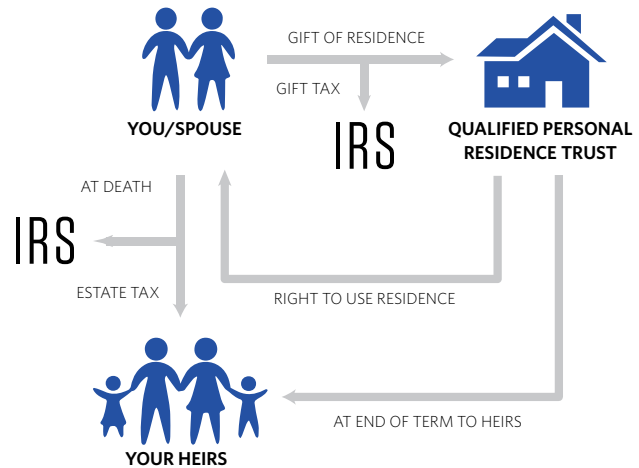 GIFT OF RESIDENCE
GIFT TAX
YOU/SPOUSE
IRS
QUALIFIED PERSONAL
RESIDENCE TRUST
AT DEATH
IRS
ESTATE TAX
RIGHT TO USE RESIDENCE
AT END OF TERM TO HEIRS
YOUR HEIRS